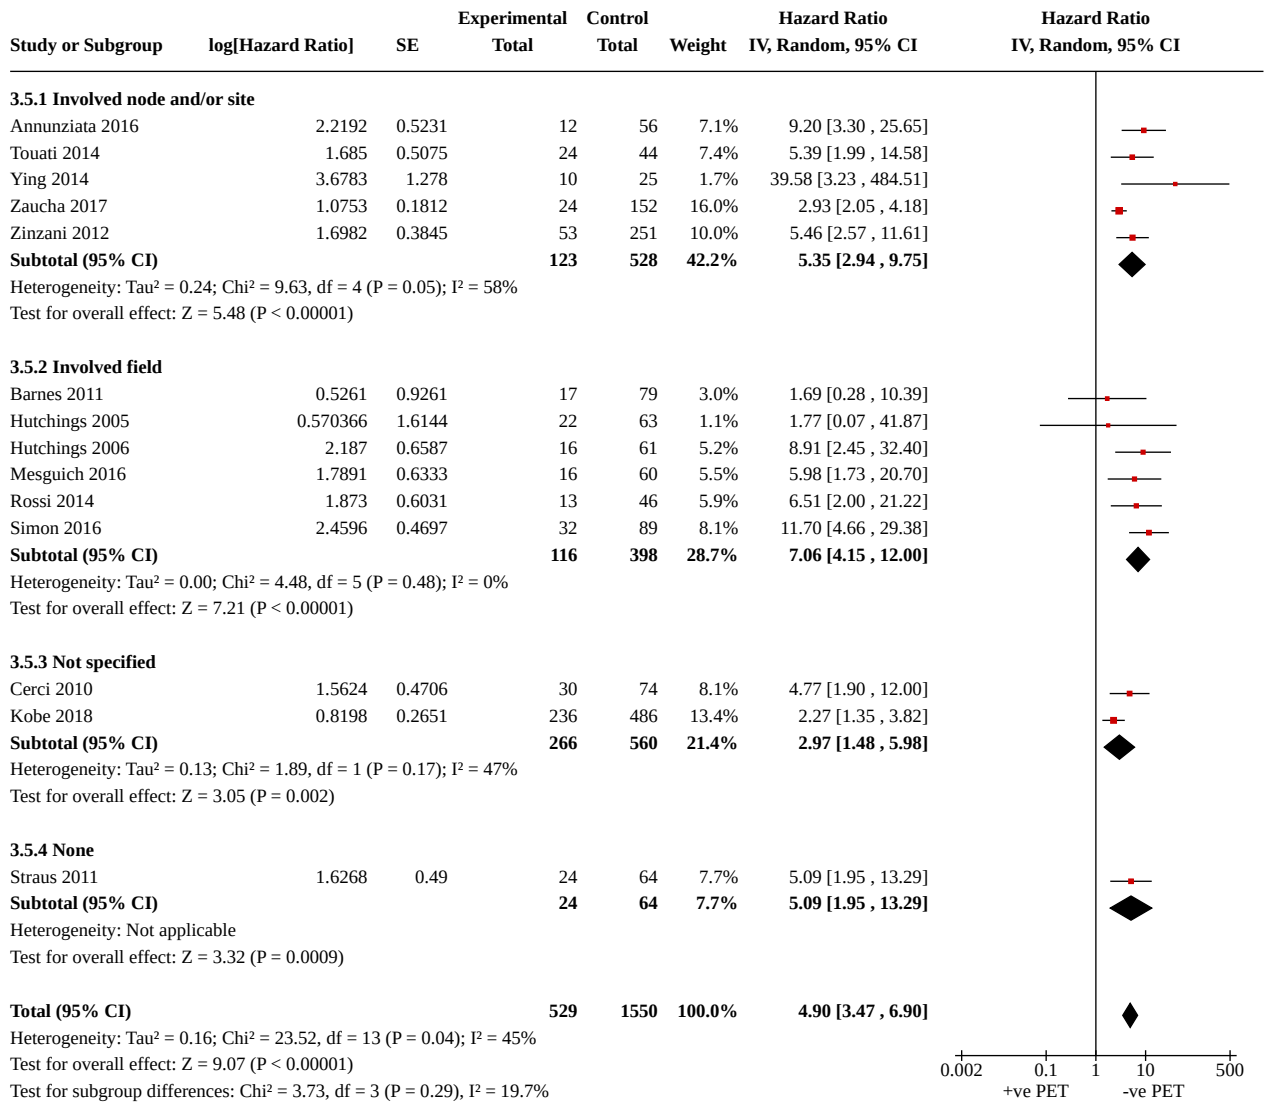 Experimental Control Hazard Ratio Hazard Ratio
Study or Subgroup log[Hazard Ratio] SE Total Total Weight IV, Random, 95% CI IV, Random, 95% CI
3.5.1 Involved node and/or site
Annunziata 2016 2.2192 0.5231 12 56 7.1% 9.20 [3.30 , 25.65]
Touati 2014 1.685 0.5075 24 44 7.4% 5.39 [1.99 , 14.58]
Ying 2014 3.6783 1.278 10 25 1.7% 39.58 [3.23 , 484.51]
Zaucha 2017 1.0753 0.1812 24 152 16.0% 2.93 [2.05 , 4.18]
Zinzani 2012 1.6982 0.3845 53 251 10.0% 5.46 [2.57 , 11.61]
Subtotal (95% CI) 123 528 42.2% 5.35 [2.94 , 9.75]
Heterogeneity: Tau² = 0.24; Chi² = 9.63, df = 4 (P = 0.05); I² = 58%
Test for overall effect: Z = 5.48 (P < 0.00001)
3.5.2 Involved field
Barnes 2011 0.5261 0.9261 17 79 3.0% 1.69 [0.28 , 10.39]
Hutchings 2005 0.570366 1.6144 22 63 1.1% 1.77 [0.07 , 41.87]
Hutchings 2006 2.187 0.6587 16 61 5.2% 8.91 [2.45 , 32.40]
Mesguich 2016 1.7891 0.6333 16 60 5.5% 5.98 [1.73 , 20.70]
Rossi 2014 1.873 0.6031 13 46 5.9% 6.51 [2.00 , 21.22]
Simon 2016 2.4596 0.4697 32 89 8.1% 11.70 [4.66 , 29.38]
Subtotal (95% CI) 116 398 28.7% 7.06 [4.15 , 12.00]
Heterogeneity: Tau² = 0.00; Chi² = 4.48, df = 5 (P = 0.48); I² = 0%
Test for overall effect: Z = 7.21 (P < 0.00001)
3.5.3 Not specified
Cerci 2010 1.5624 0.4706 30 74 8.1% 4.77 [1.90 , 12.00]
Kobe 2018 0.8198 0.2651 236 486 13.4% 2.27 [1.35 , 3.82]
Subtotal (95% CI) 266 560 21.4% 2.97 [1.48 , 5.98]
Heterogeneity: Tau² = 0.13; Chi² = 1.89, df = 1 (P = 0.17); I² = 47%
Test for overall effect: Z = 3.05 (P = 0.002)
3.5.4 None
Straus 2011 1.6268 0.49 24 64 7.7% 5.09 [1.95 , 13.29]
Subtotal (95% CI) 24 64 7.7% 5.09 [1.95 , 13.29]
Heterogeneity: Not applicable
Test for overall effect: Z = 3.32 (P = 0.0009)
Total (95% CI) 529 1550 100.0% 4.90 [3.47 , 6.90]
Heterogeneity: Tau² = 0.16; Chi² = 23.52, df = 13 (P = 0.04); I² = 45%
Test for overall effect: Z = 9.07 (P < 0.00001)
0.002 0.1 1 10 500
Test for subgroup differences: Chi² = 3.73, df = 3 (P = 0.29), I² = 19.7%
+ve PET -ve PET